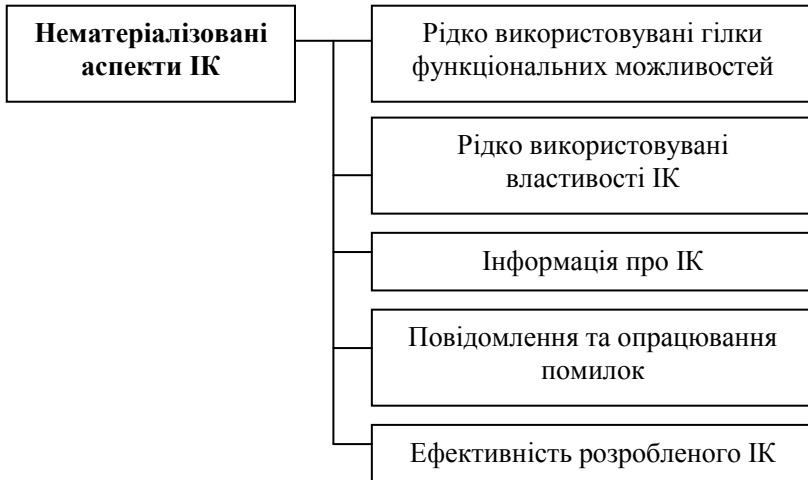 Нематеріалізовані
аспекти ІК
Рідко використовувані гілки
функціональних можливостей
Рідко використовувані
властивості ІК
Інформація про ІК
Повідомлення та опрацювання
помилок
Ефективність розробленого ІК